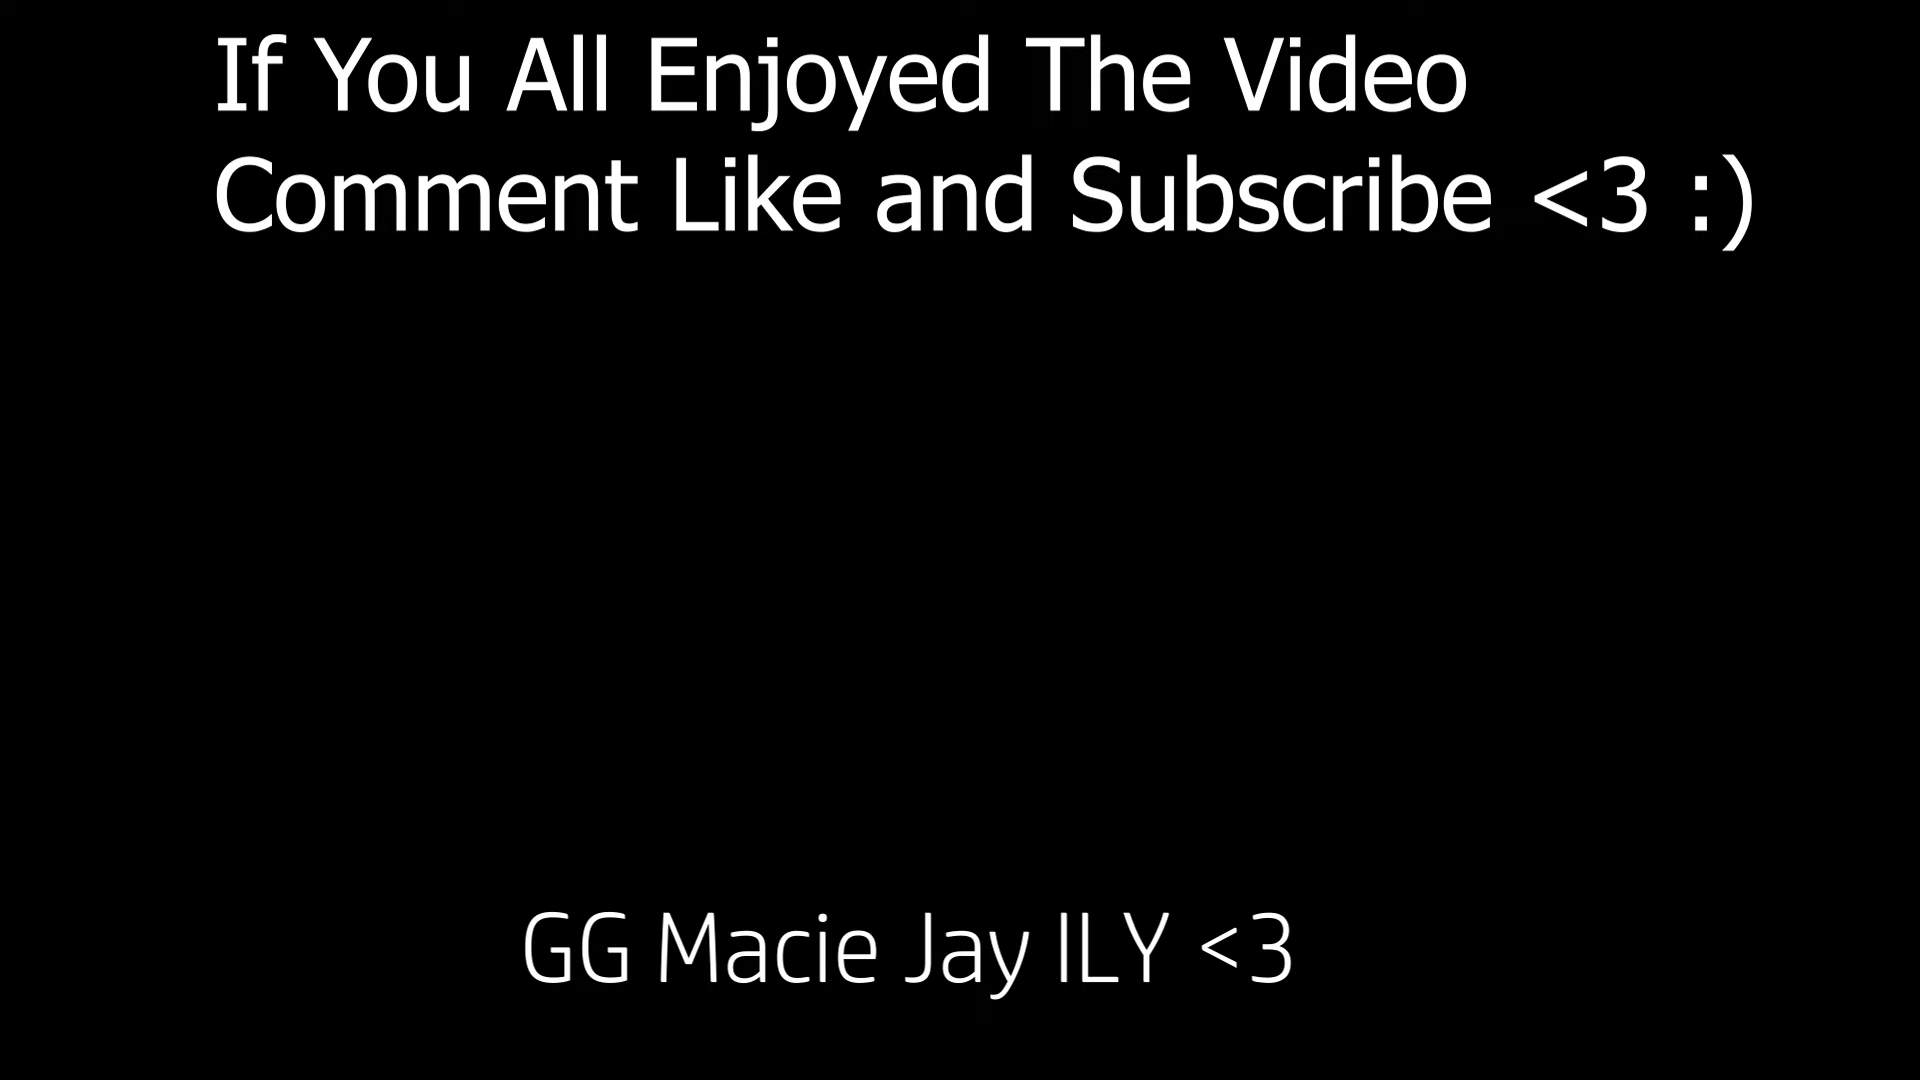 If You All Enjoyed The Video
Comment Like and Subscribe <3 :)
GG Macie Jay ILY <3